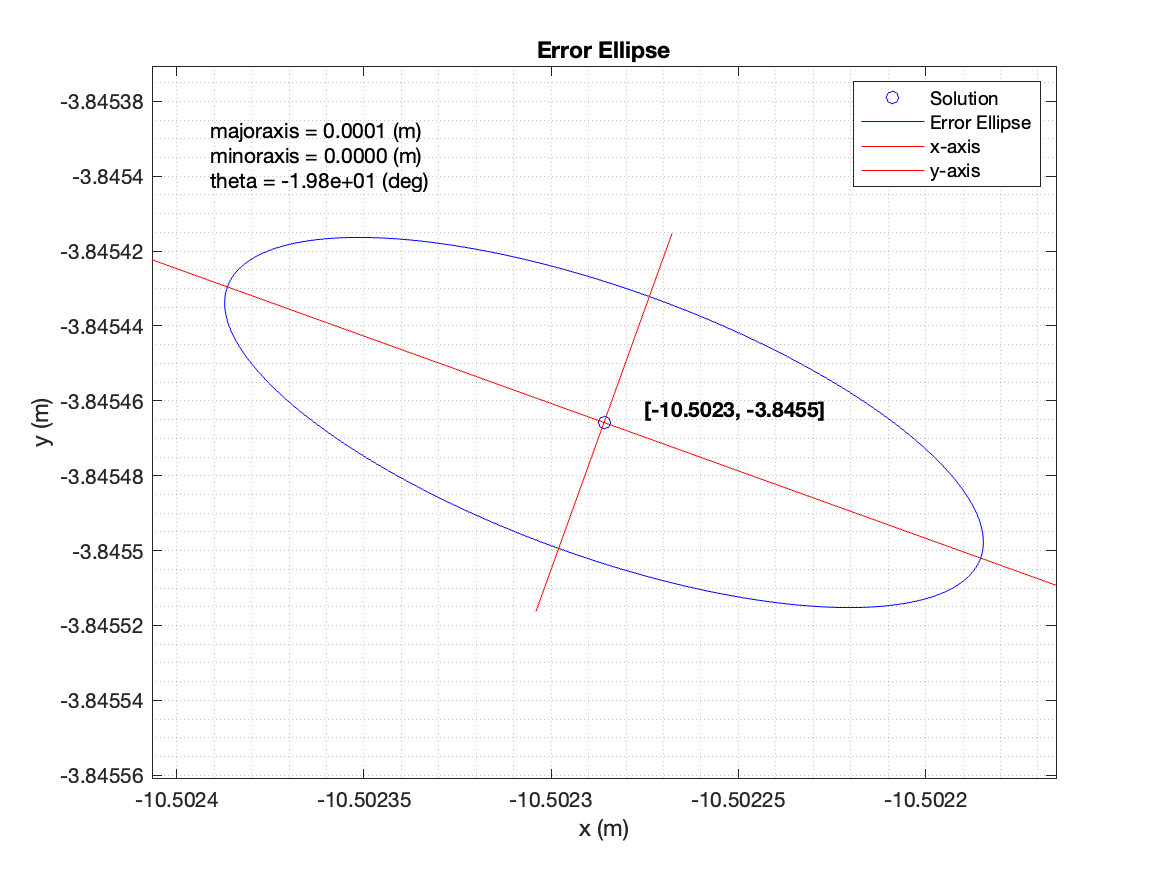 Error Ellipse
majoraxis = 0.0001 (m)
minoraxis = 0.0000 (m)
theta = -1.98e+01 (deg)
Solution
Error Ellipse
x-axis
y-axis
[-10.5023, -3.8455]
-3.84538
-3.8454
-3.84542
-3.84544
-3.84546
-3.84548
-3.8455
-3.84552
-3.84554
-3.84556
y (m)
-10.5024
-10.50235
-10.5023
-10.50225
-10.5022
x (m)